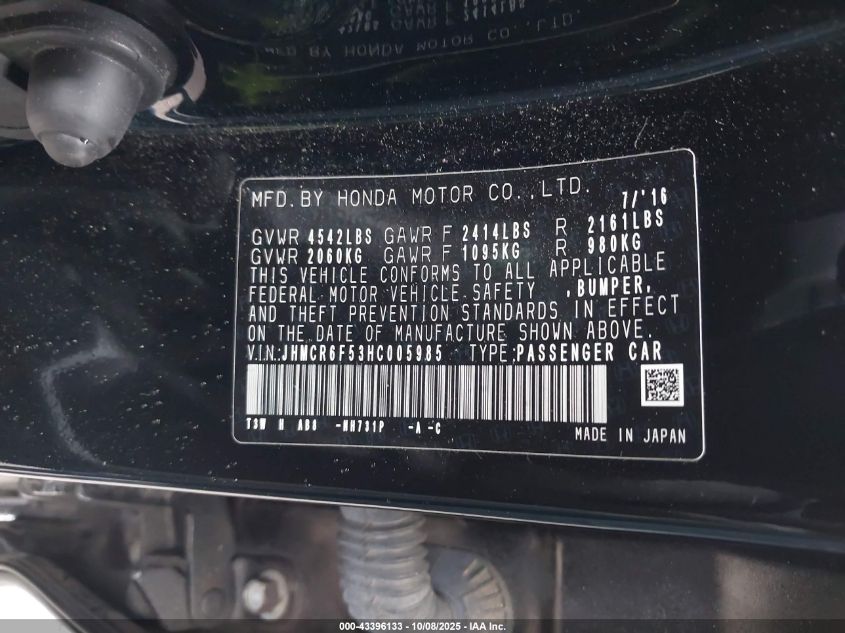 MFD.BY HONDA MOTOR CO.,LTD. 7/'16
GVWR 4542LBS GAWR F 2414LBS R 2161LBS
GVWR 2060KG GAWR F 1095KG R 980KG
THIS VEHICLE CONFORMS TO ALL APPLICABLE
FEDERAL MOTOR VEHICLE SAFETY ,BUMPER,
AND THEFT PREVENTION STANDARDS IN EFFECT
ON THE DATE OF MANUFACTURE SHOWN ABOVE.
V.I.N:JHMCR6F53HC005985 TYPE:PASSENGER CAR
-NH731P -A -C
MADE IN JAPAN
000-43396133 - 10/08/2025 - IAA Inc.